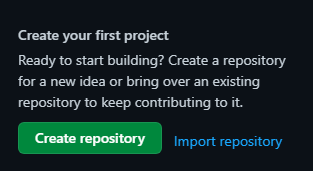 Create your first project
Ready to start building? Create a repository
for a new idea or bring over an existing
repository to keep contributing to it.
Create repository
Import repository